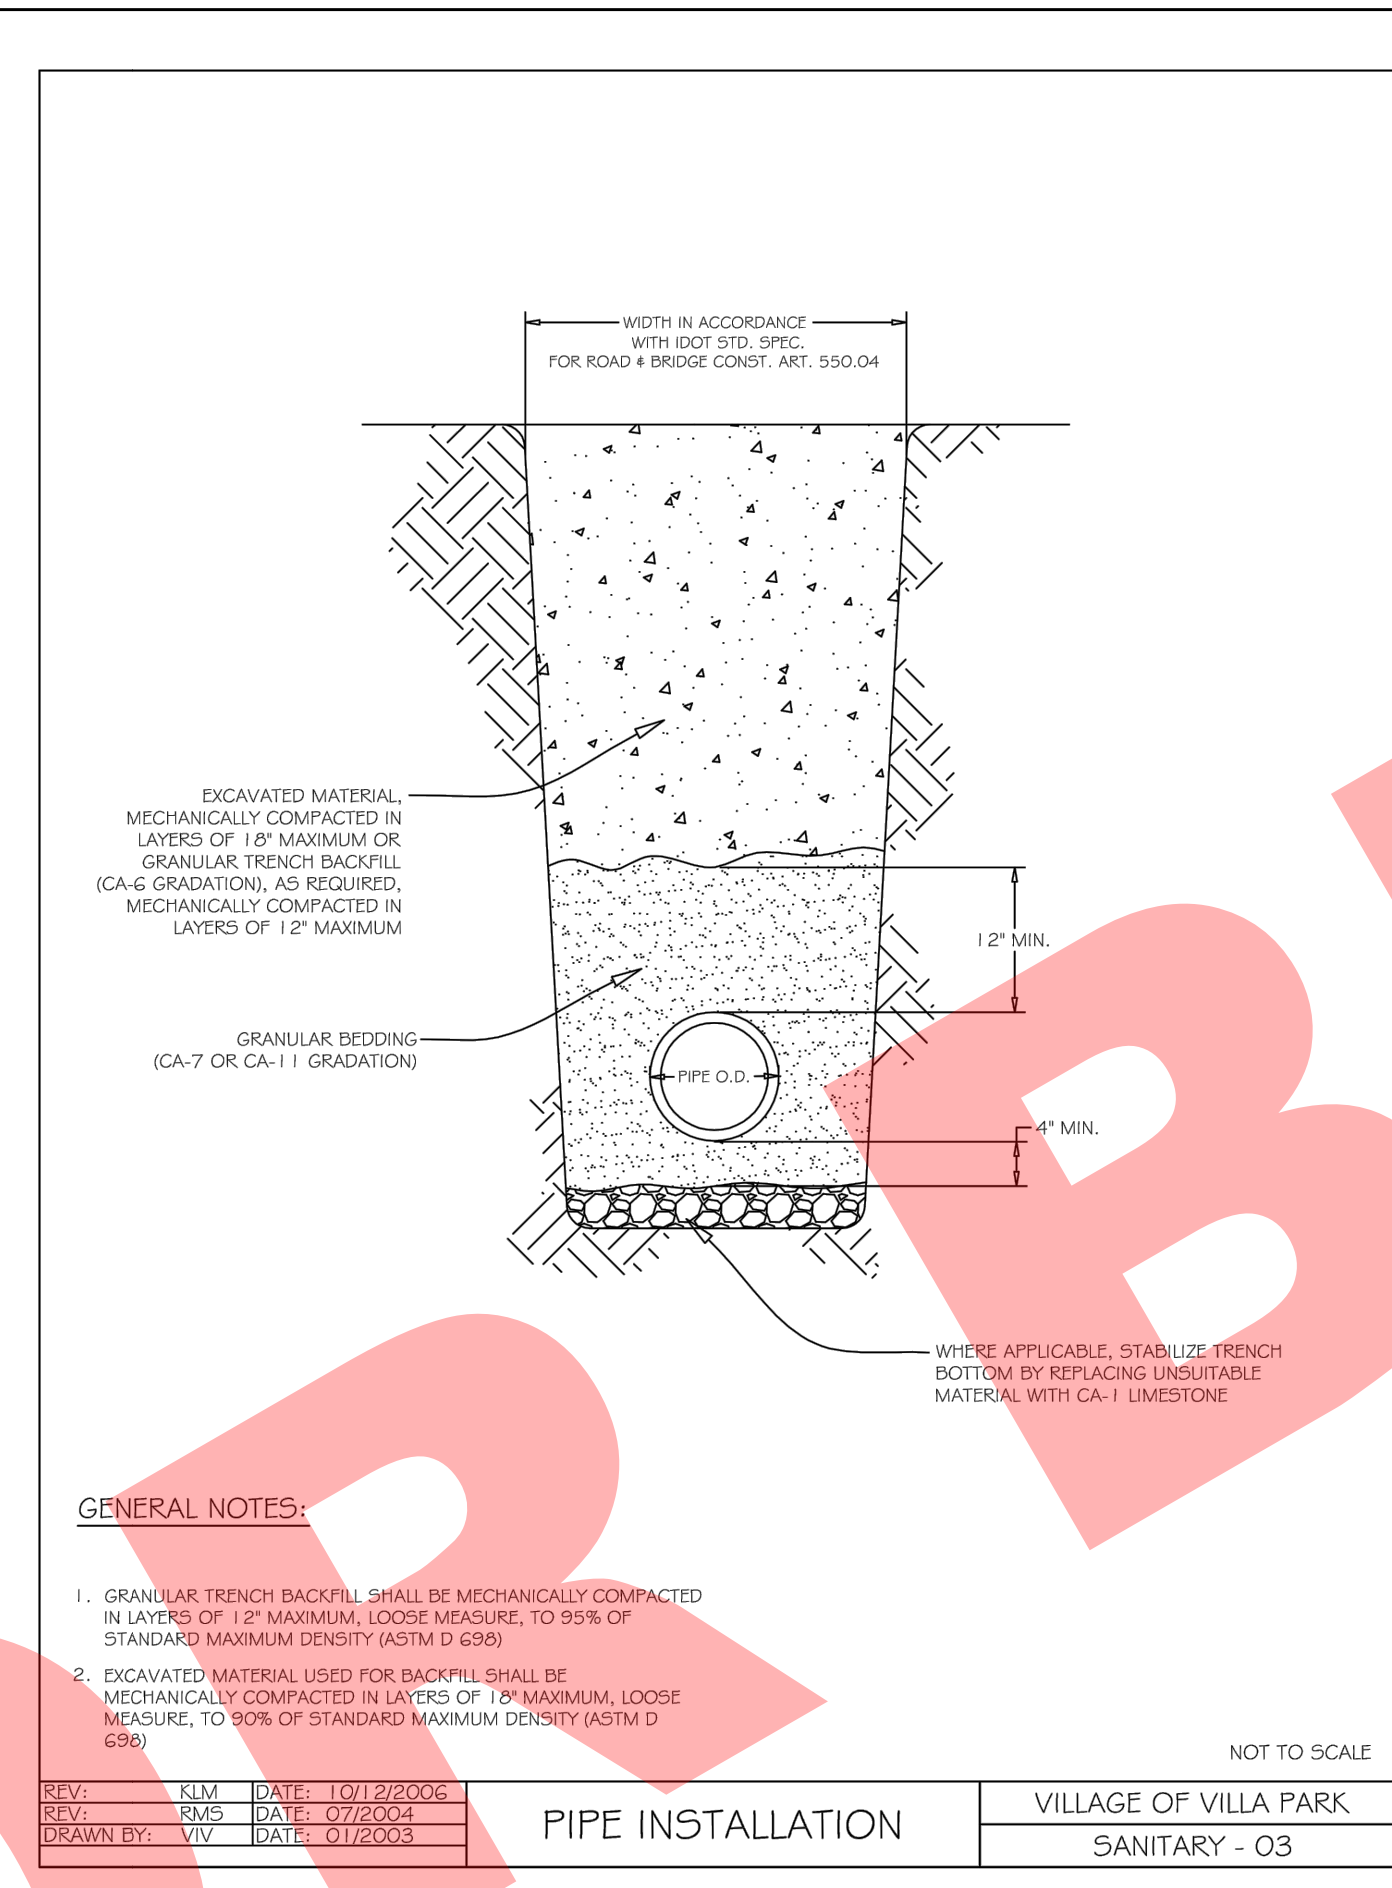 WIDTH IN ACCORDANCE
WITH IDOT STD. SPEC.
FOR ROAD & BRIDGE CONST. ART. 550.04
EXCAVATED MATERIAL,
MECHANICALLY COMPACTED IN
LAYERS OF 18" MAXIMUM OR
GRANULAR TRENCH BACKFILL
(CA-6 GRADATION), AS REQUIRED,
MECHANICALLY COMPACTED IN
LAYERS OF 12" MAXIMUM
12" MIN.
GRANULAR BEDDING
(CA-7 OR CA-11 GRADATION)
PIPE O.D.
4" MIN.
WHERE APPLICABLE, STABILIZE TRENCH
BOTTOM BY REPLACING UNSUITABLE
MATERIAL WITH CA-1 LIMESTONE
GENERAL NOTES:
1. GRANULAR TRENCH BACKFILL SHALL BE MECHANICALLY COMPACTED
IN LAYERS OF 12" MAXIMUM, LOOSE MEASURE, TO 95% OF
STANDARD MAXIMUM DENSITY (ASTM D 698)
2. EXCAVATED MATERIAL USED FOR BACKFILL SHALL BE
MECHANICALLY COMPACTED IN LAYERS OF 18" MAXIMUM, LOOSE
MEASURE, TO 90% OF STANDARD MAXIMUM DENSITY (ASTM D
698)
NOT TO SCALE
REV: KLM DATE: 10/12/2006
REV: RMS DATE: 07/2004
DRAWN BY: VIV DATE: 01/2003
PIPE INSTALLATION
VILLAGE OF VILLA PARK
SANITARY - 03